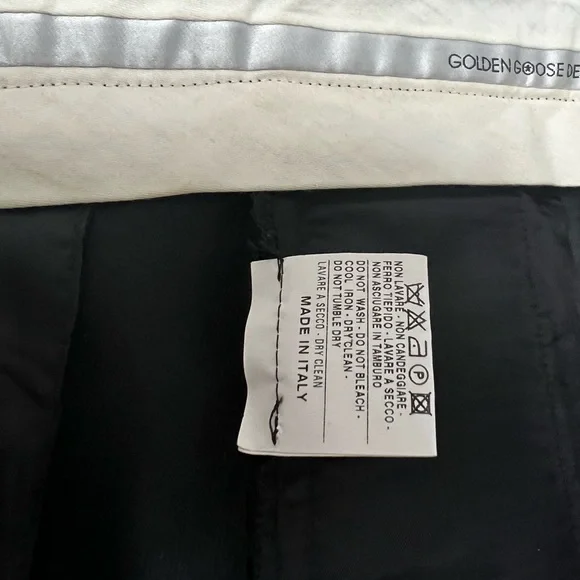 GOLDEN GOOSE DE
NON LAVARE - NON CANDEGGIARE -
FERRO TIEPIDO - LAVARE A SECCO -
NON ASCIUGARE IN TAMBURO
DO NOT WASH - DO NOT BLEACH -
COOL IRON - DRY CLEAN -
DO NOT TUMBLE DRY
LAVARE A SECCO - DRY CLEAN
MADE IN ITALY
P